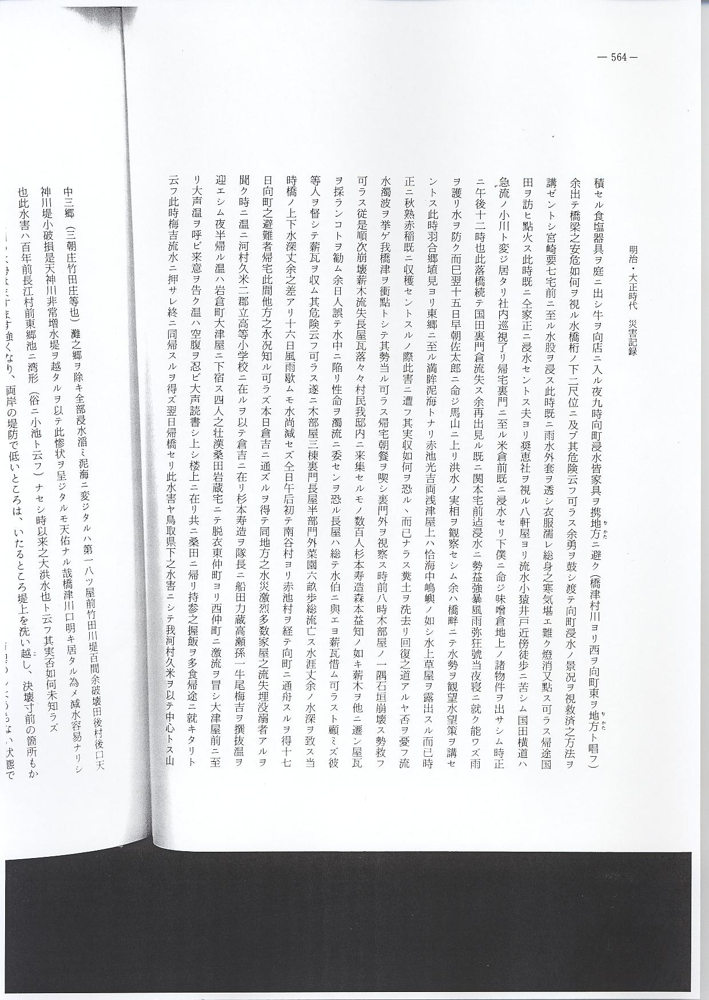 — 564 —
明治・大正時代　災害記録
積セル食塩器具ヲ庭ニ出シ牛ヲ向店ニ入ル夜九時向町浸水皆家具ヲ携地方ニ避ク（橋津村川ヨリ西ヲ向町東ヲ地方ト唱フ）
余出テ橋梁之安危如何ヲ視ル水橋桁ノ下二尺位ニ及ブ其危険云フ可ラス余勇ヲ鼓シ渡テ向町浸水ノ景況ヲ視救済之方法ヲ
講ゼントシ宮崎要七宅前ニ至ル水股ヲ浸ス此時既ニ雨水外套ヲ透シ衣服濡レ総身之寒気堪エ難ク燈消又點ス可ラス帰途国
田ヲ訪ヒ點火ス此時既ニ仝家正ニ浸水セントス夫ヨリ奨恵社ヲ視ル八軒屋ヨリ流水小猿井戸近傍徒歩ニ苦シム国田横道ハ
急流ノ小川ト変ジ居タリ社内巡視了リ帰宅裏門ニ至ル米倉前既ニ浸水セリ下僕ニ命ジ味噌倉地上ノ諸物件ヲ出サシム時正
ニ午後十二時也此落橋続テ国田裏門倉流失ス余再出見ル既ニ関本宅前迠浸水ニ勢益強暴風雨弥狂號当夜寝ニ就ク能ワズ雨
ヲ護リ水ヲ防ク而巳翌十五日早朝佐太郎ニ命ジ馬山ニ上リ洪水ノ実相ヲ観察セシム余ハ橋畔ニテ水勢ヲ観望水望策ヲ講セ
ントス此時羽合郷埴見ヨリ東郷ニ至ル満眸泥海トナリ赤池光吉両浅津屋上ハ恰海中嶋嶼ノ如シ水上草屋ヲ露出スル而已時
正ニ秋熟赤稲既ニ収穫セントスルノ際此害ニ遭フ其実収如何ヲ恐ル丶而已ナラス糞土ヲ洗去リ回復之道アルヤ否ヲ憂フ流
水濁波ヲ挙ゲ我橋津ヲ衝點トシテ其勢当ル可ラス帰宅朝餐ヲ喫シ裏門外ヲ視察ス時前八時木部屋ノ一隅石垣崩壊ス勢救フ
可ラス従是順次崩壊薪木流失長屋瓦落々々村民我邸内ニ来集セルモノ数百人杉本寿造森本益知ノ如キ薪木ヲ他ニ遷ン屋瓦
ヲ採ランコトヲ勧ム余曰人誤テ水中ニ陥リ性命ヲ濁流ニ委センヲ恐ル長屋ハ総テ水伯ニ與エヨ薪瓦惜ム可ラスト顧ミズ彼
等人ヲ督シテ薪瓦ヲ収ム其危険云フ可ラス遂ニ木部屋三棟裏門長屋半部門外菜園六畝歩総流亡ス水涯丈余ノ水深ヲ致ス当
時橋ノ上下水深丈余之差アリ十六日風雨歇ムモ水尚減セズ仝日午后初テ南谷村ヨリ赤池村ヲ経テ向町ニ通舟スルヲ得十七
日向町之避難者帰宅此間他方之水況知ル可ラズ本日倉吉ニ通ズルヲ得テ同地方之水災激烈多数家屋之流失埋没溺者アルヲ
聞ク時ニ温ニ河村久米二郡立高等小学校ニ在ルヲ以テ倉吉ニ在リ杉本寿造ヲ隊長ニ船田力蔵高瀬孫一牛尾梅吉ヲ撰抜温ヲ
迎エシム夜半帰ル温ハ岩倉町大津屋ニ下宿ス四人之壮漢桑田岩蔵宅ニテ脱衣東仲町ヨリ西仲町ニ激流ヲ冒シ大津屋前ニ至
リ大声温ヲ呼ビ来意ヲ告ク温ハ空腹ヲ忍ビ大声読書シ上シ楼上ニ在リ共ニ桑田ニ帰リ持参之握飯ヲ多食帰途ニ就キタリト
云フ此時梅吉流水ニ押サレ終ニ同帰スルヲ得ズ翌日帰橋セリ此水害ヤ鳥取県下之水害ニシテ我河村久米ヲ以テ中心トス山
中三郷（三朝庄竹田庄等也）灘之郷ヲ除キ全部浸水滔ミ泥海ニ変ジタルハ第一八ツ屋前竹田川堤百間余破壊田後村後口天
神川堤小破損是天神川非常増水堤ヲ越タルヲ以テ此惨状ヲ呈ジタルモ天佑ナル哉橋津川口明キ居タル為メ減水容易ナリシ
也此水害ハ百年前長江村前東郷池ニ湾形（俗ニ小池ト云フ）ナセシ時以来之大洪水也ト云フ其実否如何未知ラズ
ますます強くなり、両岸の堤防で低いところは、いたるところ堤上を洗い越し、決壊寸前の箇所もか